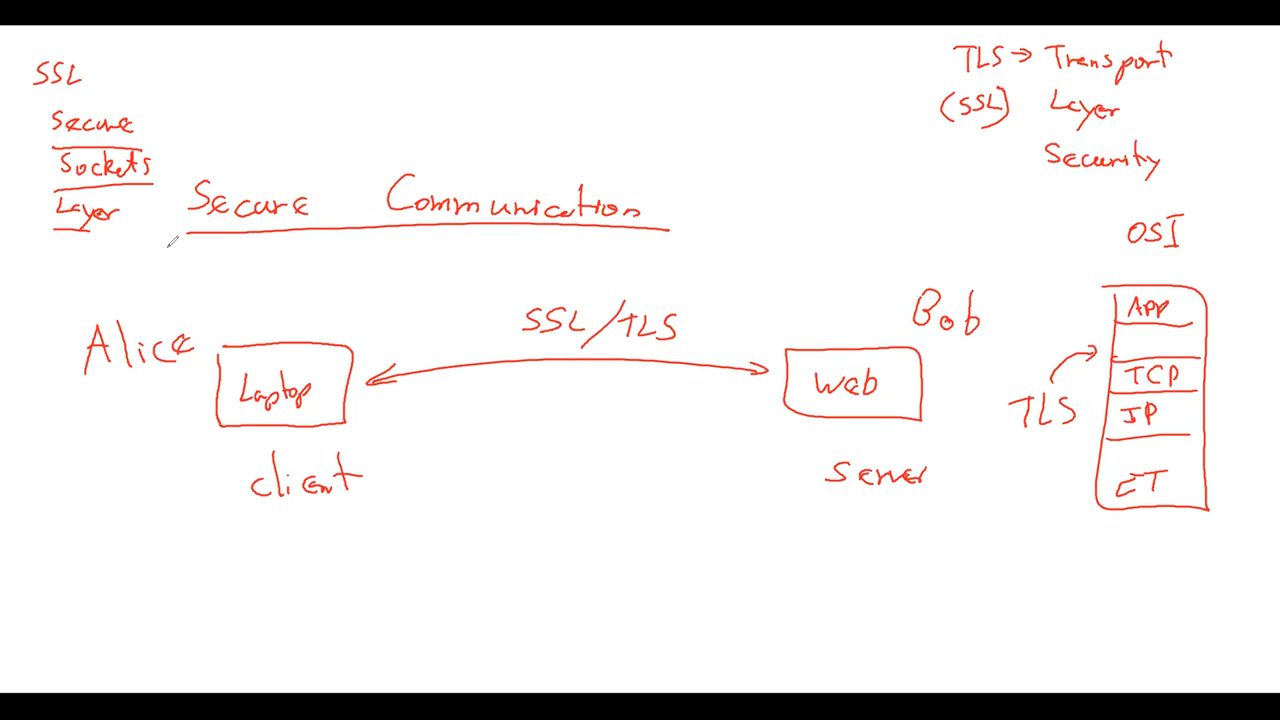 SSL
Secure
Sockets
Layer
TLS → Transport
(SSL) Layer
Security
Secure Communication
OSI
Alice
Laptop
client
SSL/TLS
Bob
Web
server
TLS
APP
TCP
IP
ET